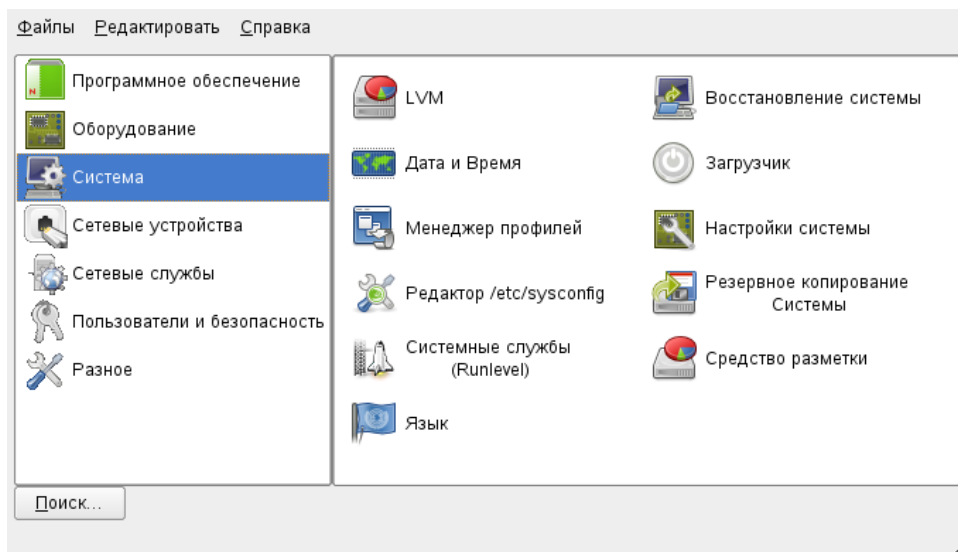 Файлы Редактировать Справка
Программное обеспечение
Оборудование
Система
Сетевые устройства
Сетевые службы
Пользователи и безопасность
Разное
LVM
Восстановление системы
Дата и Время
Загрузчик
Менеджер профилей
Настройки системы
Редактор /etc/sysconfig
Резервное копирование
Системы
Системные службы
(Runlevel)
Средство разметки
Язык
Поиск...